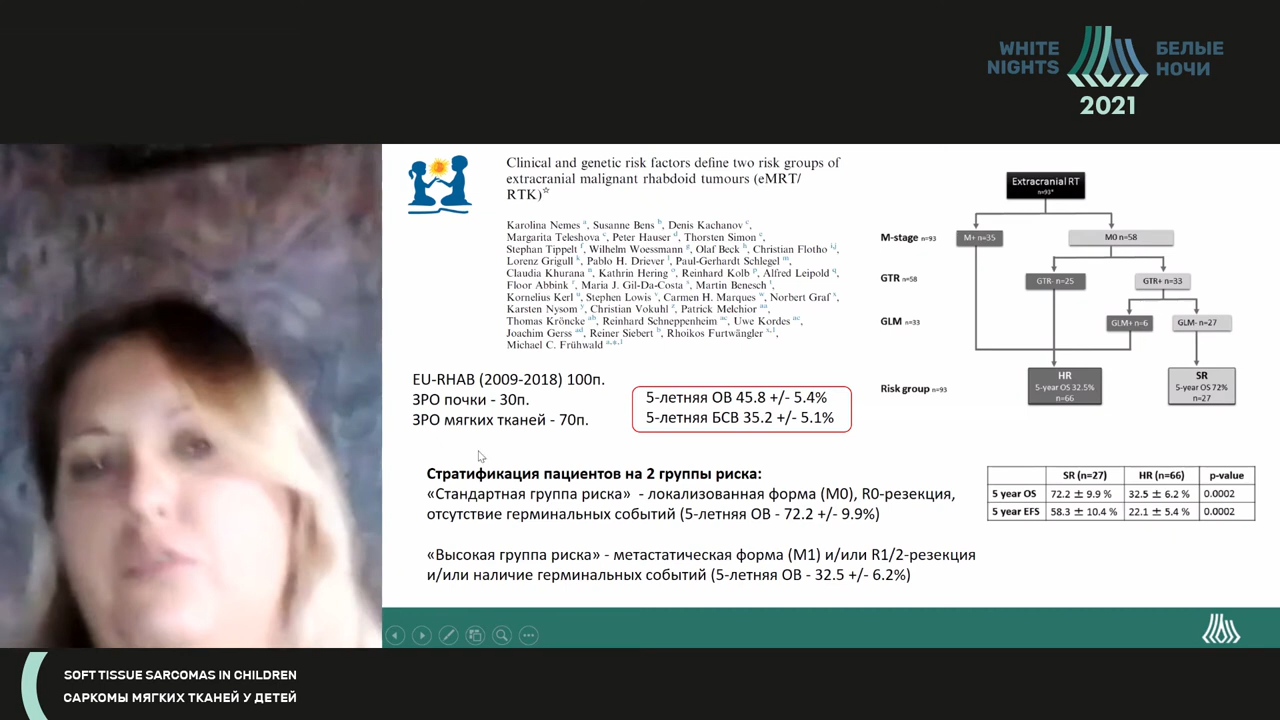 WHITE
NIGHTS
БЕЛЫЕ
НОЧИ
2021
Clinical and genetic risk factors define two risk groups of
extracranial malignant rhabdoid tumours (eMRT/
RTK)☆
Karolina Nemes a, Susanne Bens b, Denis Kachanov c,
Margarita Teleshova c, Peter Hauser d, Thorsten Simon e,
Stephan Tippelt f, Wilhelm Woessmann g, Olaf Beck h, Christian Flotho i,j,
Lorenz Grigull k, Pablo H. Driever l, Paul-Gerhardt Schlegel m,
Claudia Khurana n, Kathrin Hering o, Reinhard Kolb p, Alfred Leipold q,
Floor Abbink r, Maria J. Gil-Da-Costa s, Martin Benesch t,
Kornelius Kerl u, Stephen Lowis v, Carmen H. Marques w, Norbert Graf x,
Karsten Nysom y, Christian Vokuhl z, Patrick Melchior aa,
Thomas Kröncke ab, Reinhard Schneppenheim ac, Uwe Kordes ac,
Joachim Gerss ad, Reiner Siebert b, Rhoikos Furtwängler x,1
Michael C. Frühwald a,*,1
Extracranial RT
n=93*
M-stage n=93
M+ n=35
M0 n=58
GTR n=58
GTR- n=25
GTR+ n=33
GLM n=33
GLM+ n=6
GLM- n=27
Risk group n=93
HR
5-year OS 32.5%
n=66
SR
5-year OS 72%
n=27
EU-RHAB (2009-2018) 100п.
ЗРО почки - 30п.
ЗРО мягких тканей - 70п.
5-летняя ОВ 45.8 +/- 5.4%
5-летняя БСВ 35.2 +/- 5.1%
Стратификация пациентов на 2 группы риска:
«Стандартная группа риска» - локализованная форма (M0), R0-резекция,
отсутствие герминальных событий (5-летняя ОВ - 72.2 +/- 9.9%)
«Высокая группа риска» - метастатическая форма (M1) и/или R1/2-резекция
и/или наличие герминальных событий (5-летняя ОВ - 32.5 +/- 6.2%)
SR (n=27) HR (n=66) p-value
5 year OS 72.2 ± 9.9 % 32.5 ± 6.2 % 0.0002
5 year EFS 58.3 ± 10.4 % 22.1 ± 5.4 % 0.0002
SOFT TISSUE SARCOMAS IN CHILDREN
САРКОМЫ МЯГКИХ ТКАНЕЙ У ДЕТЕЙ